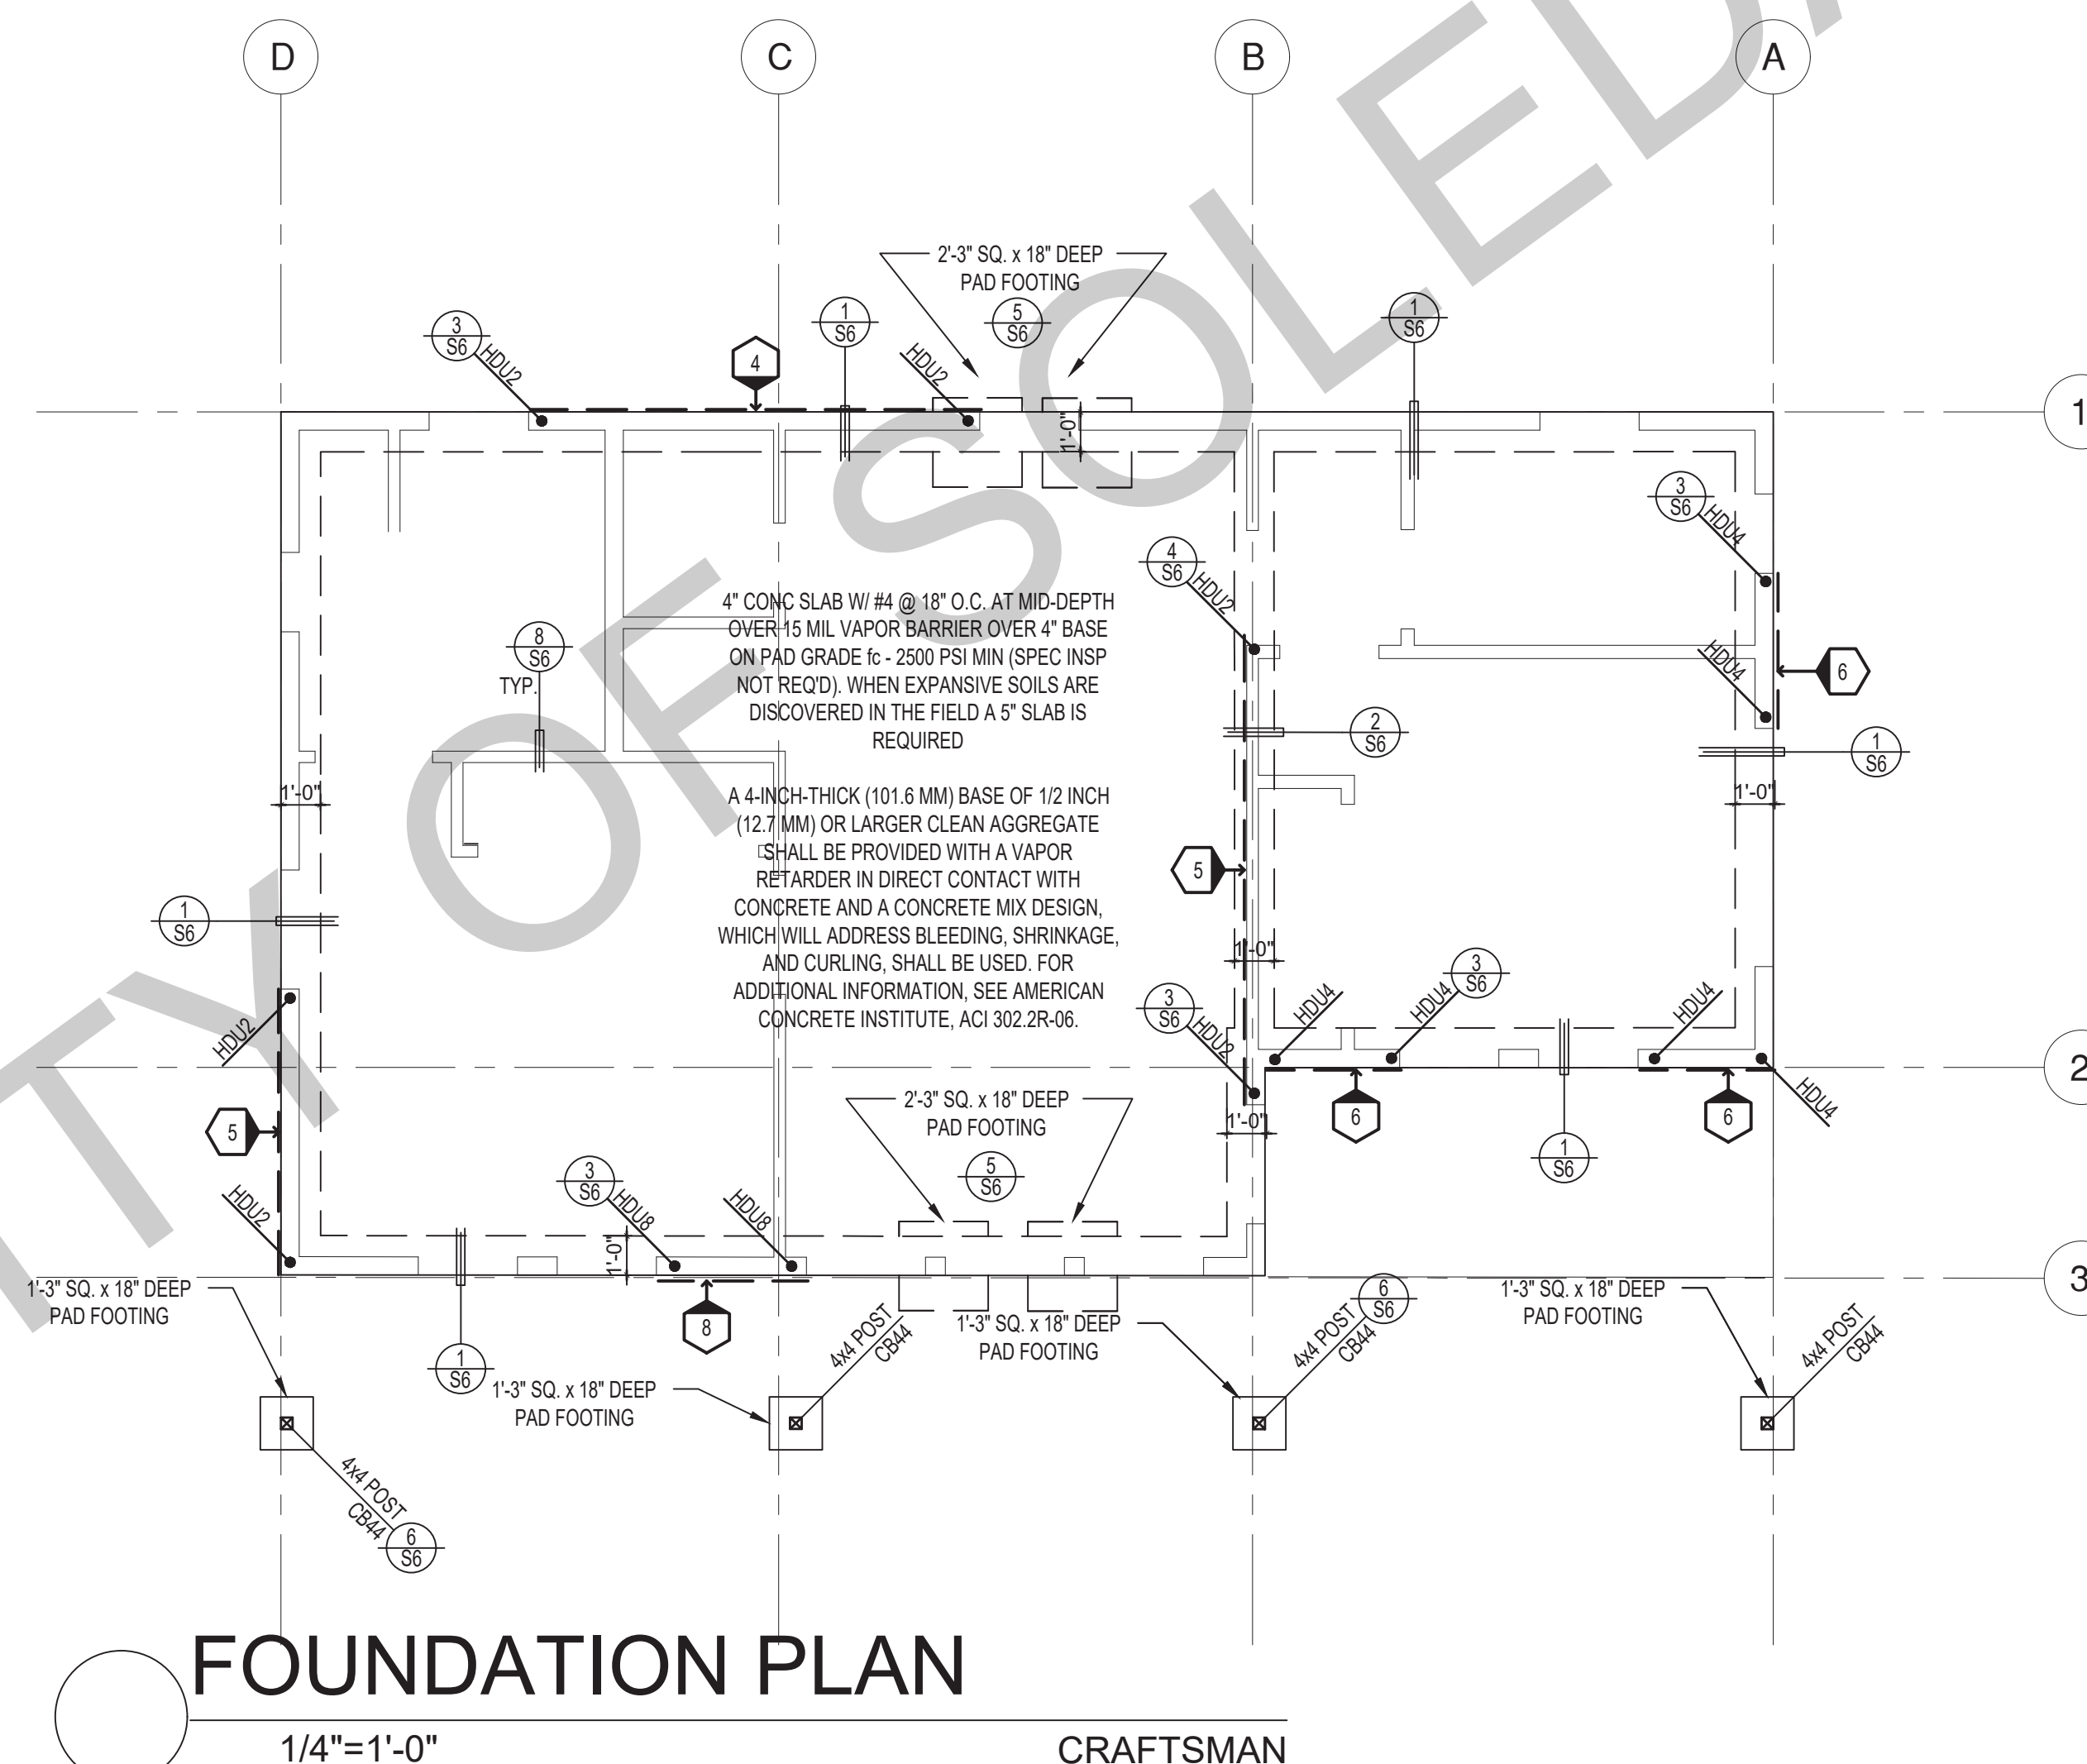 D
C
B
A
2'-3" SQ. x 18" DEEP
PAD FOOTING
5
S6
1
S6
1
S6
3
S6
HDU2
4
HDU2
1
1'-0"
3
S6
HDU4
4
S6
HDU2
4" CONC SLAB W/ #4 @ 18" O.C. AT MID-DEPTH
OVER 15 MIL VAPOR BARRIER OVER 4" BASE
ON PAD GRADE fc - 2500 PSI MIN (SPEC INSP
NOT REQ'D). WHEN EXPANSIVE SOILS ARE
DISCOVERED IN THE FIELD A 5" SLAB IS
REQUIRED
8
S6
TYP.
HDU4
6
2
S6
1
S6
1'-0"
1'-0"
A 4-INCH-THICK (101.6 MM) BASE OF 1/2 INCH
(12.7 MM) OR LARGER CLEAN AGGREGATE
SHALL BE PROVIDED WITH A VAPOR
RETARDER IN DIRECT CONTACT WITH
CONCRETE AND A CONCRETE MIX DESIGN,
WHICH WILL ADDRESS BLEEDING, SHRINKAGE,
AND CURLING, SHALL BE USED. FOR
ADDITIONAL INFORMATION, SEE AMERICAN
CONCRETE INSTITUTE, ACI 302.2R-06.
5
1
S6
1'-0"
3
S6
HDU2
HDU4
HDU4
3
S6
HDU4
HDU2
2
HDU4
5
2'-3" SQ. x 18" DEEP
PAD FOOTING
5
S6
1'-0"
6
6
1
S6
HDU2
3
S6
HDU8
HDU8
1'-0"
3
1'-3" SQ. x 18" DEEP
PAD FOOTING
8
4x4 POST
CB44
1'-3" SQ. x 18" DEEP
PAD FOOTING
4x4 POST
CB44
6
S6
1'-3" SQ. x 18" DEEP
PAD FOOTING
4x4 POST
CB44
1
S6
1'-3" SQ. x 18" DEEP
PAD FOOTING
4x4 POST
CB44
6
S6
FOUNDATION PLAN
1/4"=1'-0"
CRAFTSMAN
TY OF SOLED